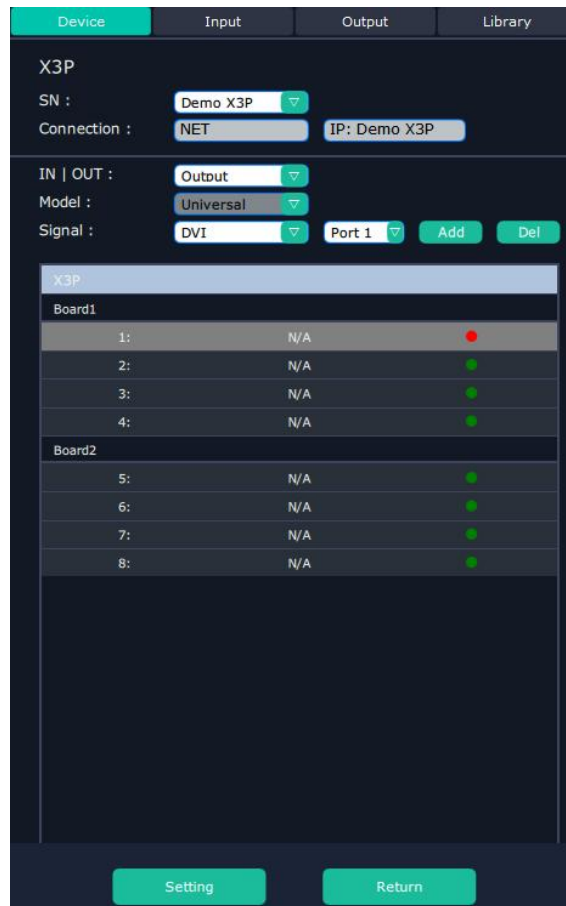 Device Input Output Library
X3P
SN : Demo X3P
Connection : NET IP: Demo X3P
IN | OUT : Output
Model : Universal
Signal : DVI Port 1 Add Del
X3P
Board1
1: N/A
2: N/A
3: N/A
4: N/A
Board2
5: N/A
6: N/A
7: N/A
8: N/A
Setting Return